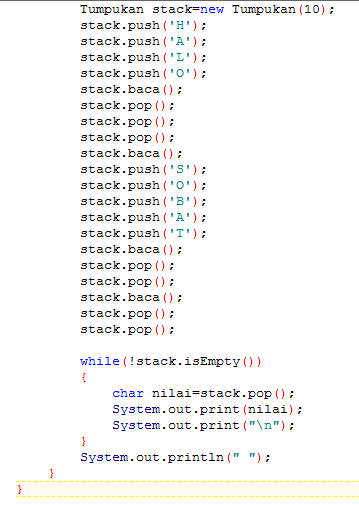 Tumpukan stack=new Tumpukan(10);
stack.push('H');
stack.push('A');
stack.push('L');
stack.push('O');
stack.baca();
stack.pop();
stack.pop();
stack.pop();
stack.baca();
stack.push('S');
stack.push('O');
stack.push('B');
stack.push('A');
stack.push('T');
stack.baca();
stack.pop();
stack.pop();
stack.baca();
stack.pop();
stack.pop();
while(!stack.isEmpty())
{
char nilai=stack.pop();
System.out.print(nilai);
System.out.print("\n");
}
System.out.println(" ");
}
}